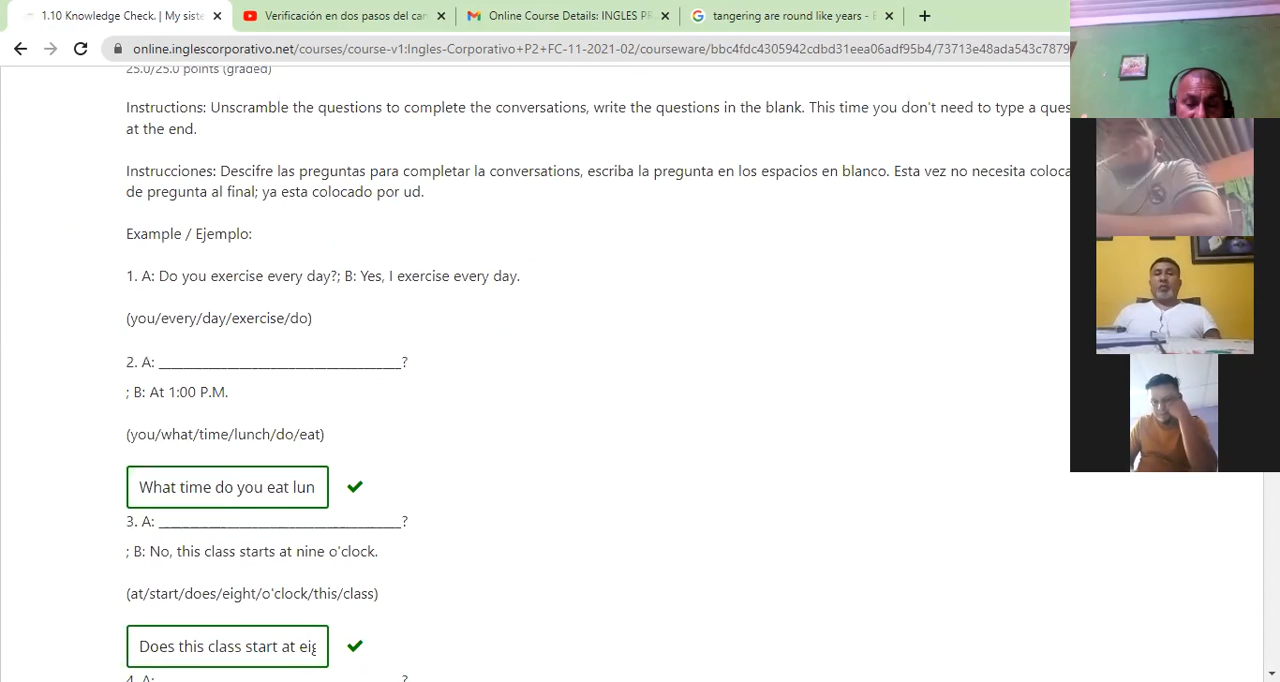 1.10 Knowledge Check. | My siste
Verificación en dos pasos del car
Online Course Details: INGLES PR
tangering are round like years - B
online.inglescorporativo.net/courses/course-v1:Ingles-Corporativo+P2+FC-11-2021-02/courseware/bbc4fdc4305942cdbd31eea06adf95b4/73713e48ada543c7879
25.0/25.0 points (graded)
Instructions: Unscramble the questions to complete the conversations, write the questions in the blank. This time you don't need to type a ques
at the end.
Instrucciones: Descifre las preguntas para completar la conversations, escriba la pregunta en los espacios en blanco. Esta vez no necesita coloca
de pregunta al final; ya esta colocado por ud.
Example / Ejemplo:
1. A: Do you exercise every day?; B: Yes, I exercise every day.
(you/every/day/exercise/do)
2. A: ___________________________________?
; B: At 1:00 P.M.
(you/what/time/lunch/do/eat)
What time do you eat lun
3. A: ___________________________________?
; B: No, this class starts at nine o'clock.
(at/start/does/eight/o'clock/this/class)
Does this class start at eig
4. A: ___________________________________?